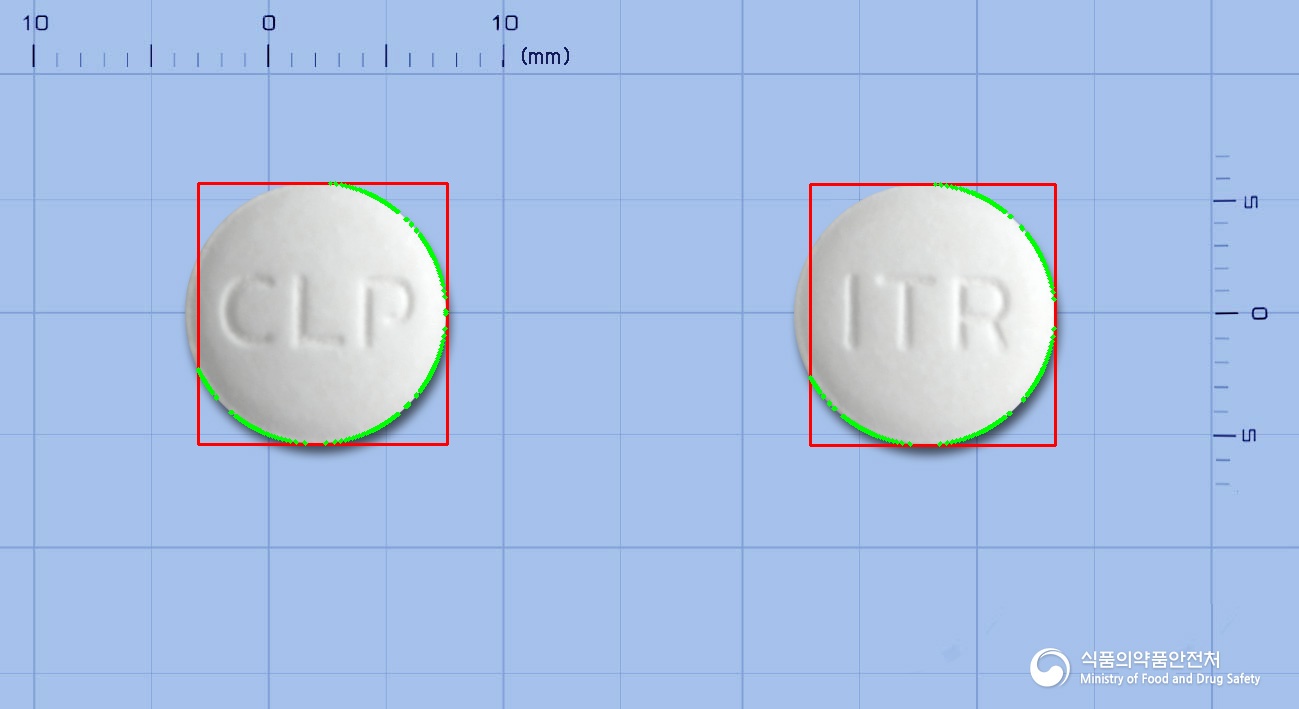 10 0 10
(mm)
CLP
ITR
5
0
5
식품의약품안전처
Ministry of Food and Drug Safety